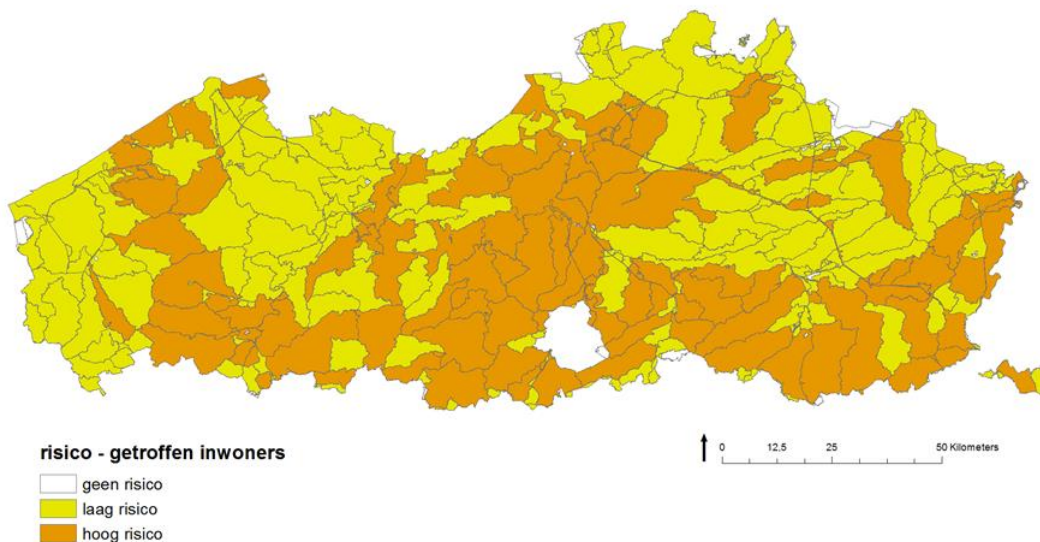 risico - getroffen inwoners
geen risico
laag risico
hoog risico
0 12,5 25 50 Kilometers